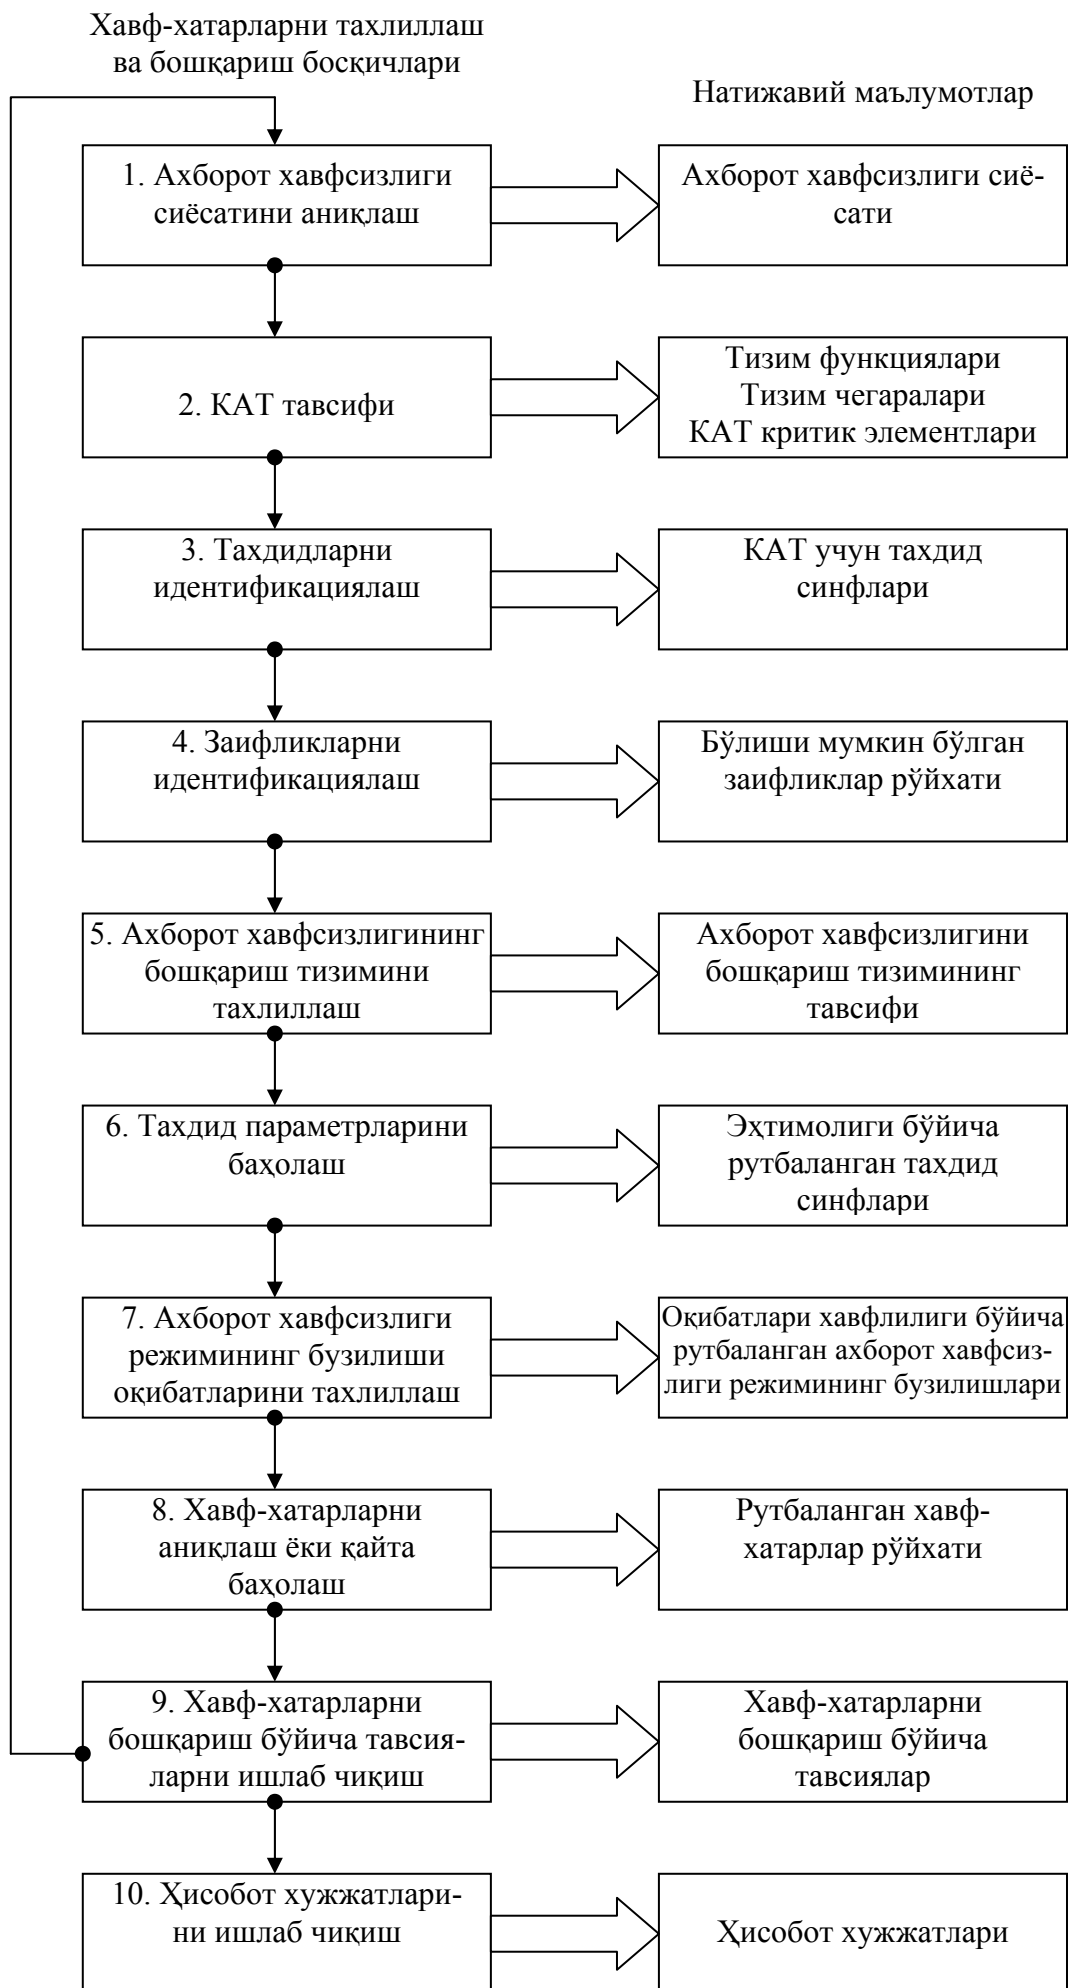 Хавф-хатарларни тахлиллаш
ва бошқариш босқичлари
Натижавий маълумотлар
1. Ахборот хавфсизлиги
сиёсатини аниқлаш
Ахборот хавфсизлиги сиё-
сати
2. КАТ тавсифи
Тизим функциялари
Тизим чегаралари
КАТ критик элементлари
3. Тахдидларни
идентификациялаш
КАТ учун тахдид
синфлари
4. Заифликларни
идентификациялаш
Бўлиши мумкин бўлган
заифликлар рўйхати
5. Ахборот хавфсизлигининг
бошқариш тизимини
тахлиллаш
Ахборот хавфсизлигини
бошқариш тизимининг
тавсифи
6. Тахдид параметрларини
баҳолаш
Эҳтимолиги бўйича
рутбаланган тахдид
синфлари
7. Ахборот хавфсизлиги
режимининг бузилиши
оқибатларини тахлиллаш
Оқибатлари хавфлилиги бўйича
рутбаланган ахборот хавфсиз-
лиги режимининг бузилишлари
8. Хавф-хатарларни
аниқлаш ёки қайта
баҳолаш
Рутбаланган хавф-
хатарлар рўйхати
9. Хавф-хатарларни
бошқариш бўйича тавсия-
ларни ишлаб чиқиш
Хавф-хатарларни
бошқариш бўйича
тавсиялар
10. Ҳисобот хужжатлари-
ни ишлаб чиқиш
Ҳисобот хужжатлари